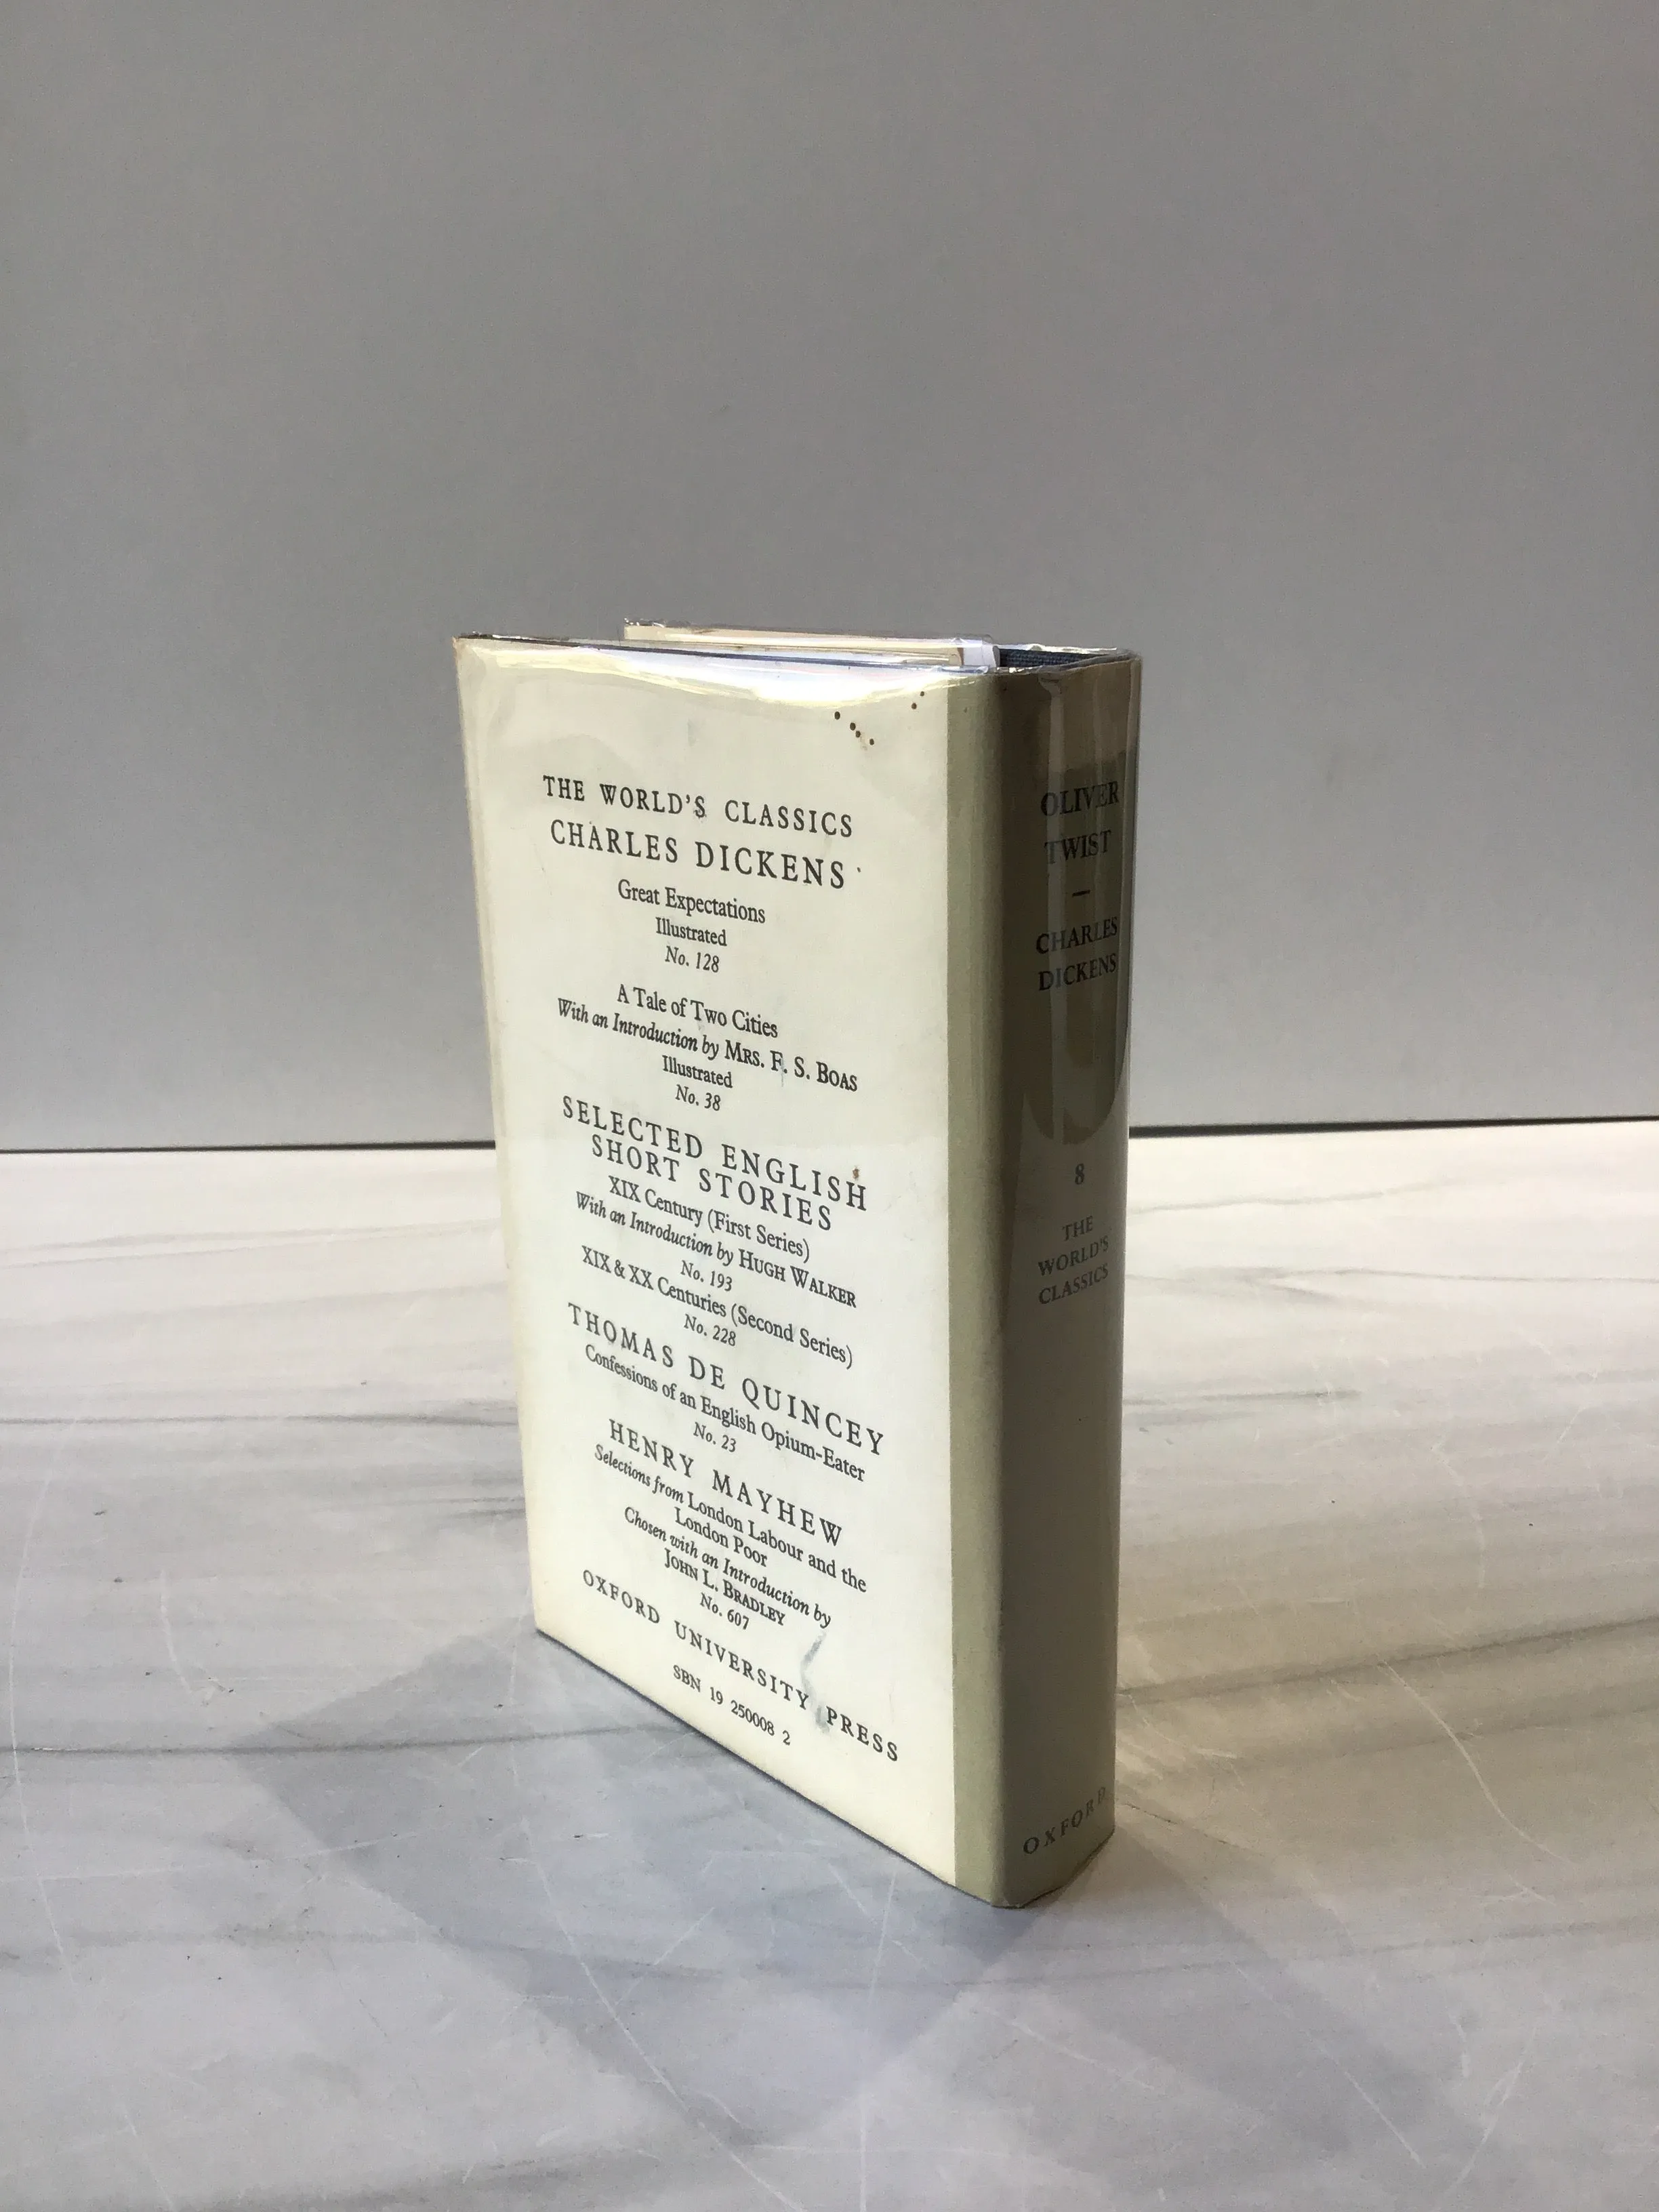 THE WORLD'S CLASSICS
CHARLES DICKENS
Great Expectations
Illustrated
No. 128
A Tale of Two Cities
With an Introduction by MRS. F. S. BOAS
Illustrated
No. 38
SELECTED ENGLISH
SHORT STORIES
XIX Century (First Series)
With an Introduction by HUGH WALKER
No. 193
XIX & XX Centuries (Second Series)
No. 228
THOMAS DE QUINCEY
Confessions of an English Opium-Eater
No. 23
HENRY MAYHEW
Selections from London Labour and the
London Poor
Chosen with an Introduction by
JOHN L. BRADLEY
No. 607
OXFORD UNIVERSITY PRESS
SBN 19 250008 2
OLIVER
TWIST
—
CHARLES
DICKENS
8
THE
WORLD'S
CLASSICS
OXFORD